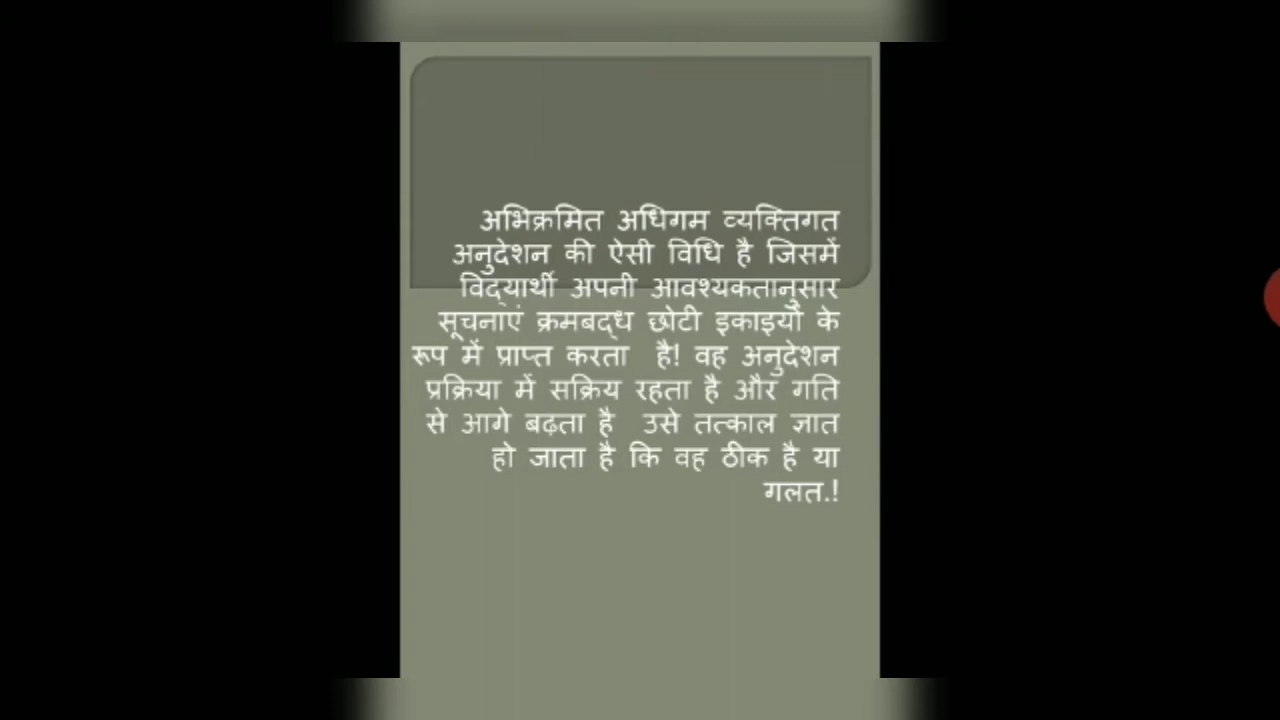 अभिक्रमित अधिगम व्यक्तिगत
अनुदेशन की ऐसी विधि है जिसमें
विद्यार्थी अपनी आवश्यकतानुसार
सूचनाएं क्रमबद्ध छोटी इकाइयों के
रूप में प्राप्त करता है! वह अनुदेशन
प्रक्रिया में सक्रिय रहता है और गति
से आगे बढ़ता है उसे तत्काल ज्ञात
हो जाता है कि वह ठीक है या
गलत.!